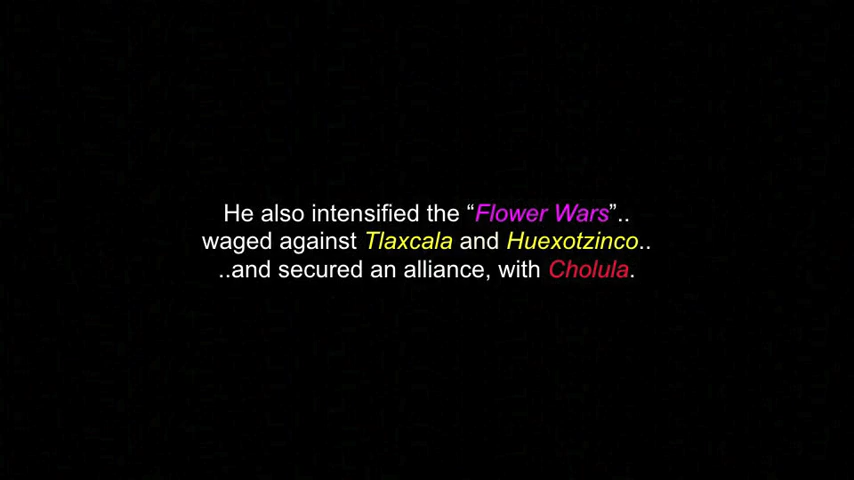 He also intensified the “Flower Wars”..
waged against Tlaxcala and Huexotzinco..
..and secured an alliance, with Cholula.